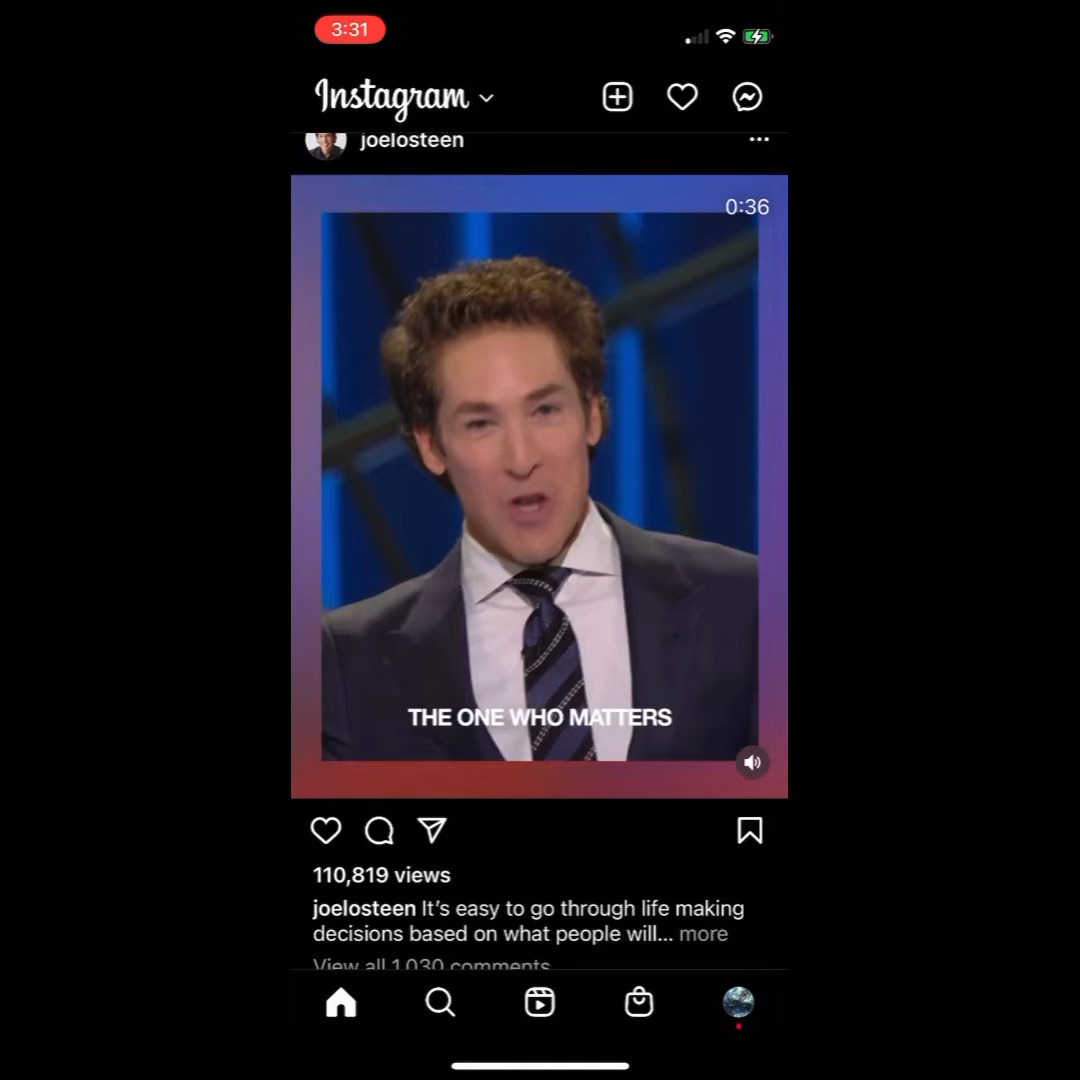 3:31
Instagram
joelosteen
0:36
THE ONE WHO MATTERS
110,819 views
joelosteen It’s easy to go through life making
decisions based on what people will... more
View all 1,030 comments